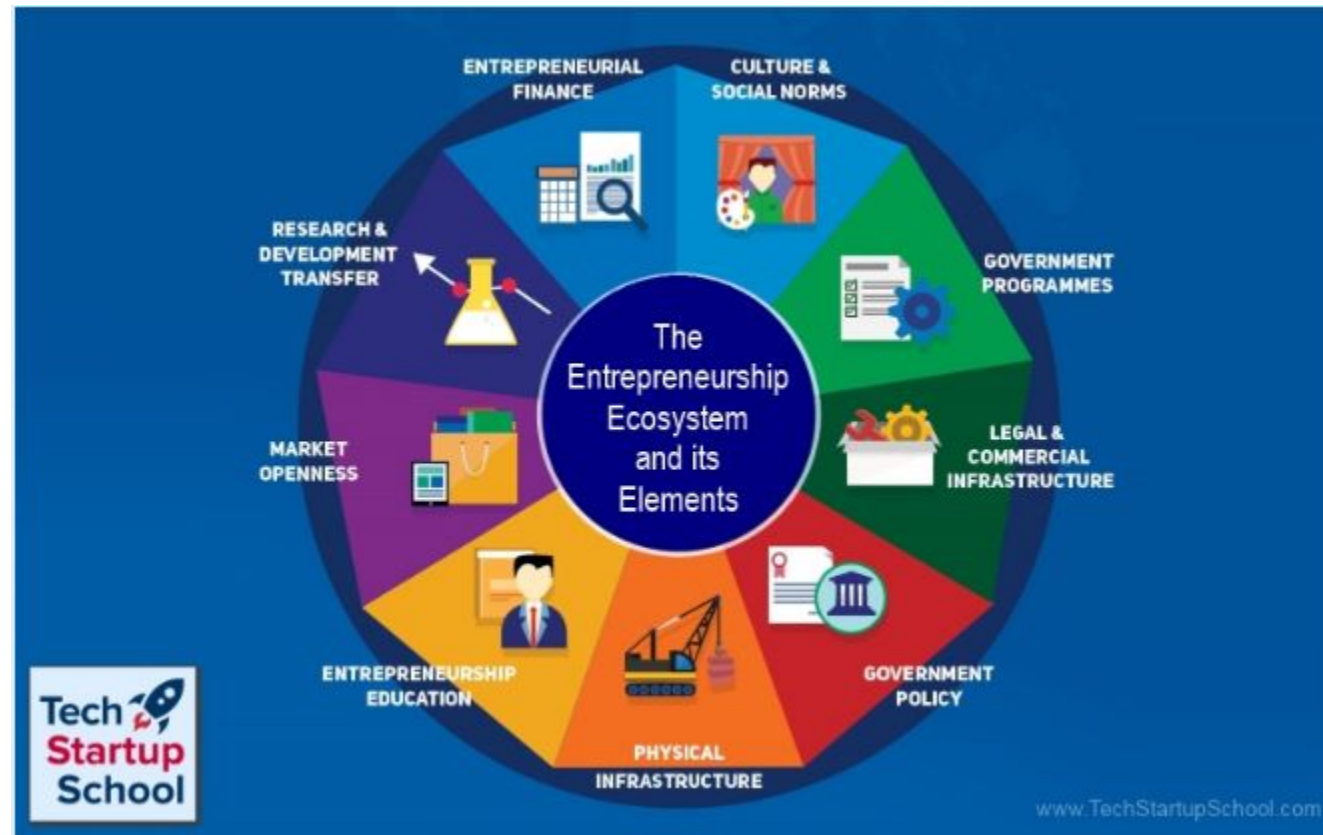 ENTREPRENEURIAL
FINANCE
CULTURE &
SOCIAL NORMS
GOVERNMENT
PROGRAMMES
LEGAL &
COMMERCIAL
INFRASTRUCTURE
GOVERNMENT
POLICY
PHYSICAL
INFRASTRUCTURE
ENTREPRENEURSHIP
EDUCATION
MARKET
OPENNESS
RESEARCH &
DEVELOPMENT
TRANSFER
The
Entrepreneurship
Ecosystem
and its
Elements
Tech
Startup
School
www.TechStartupSchool.com